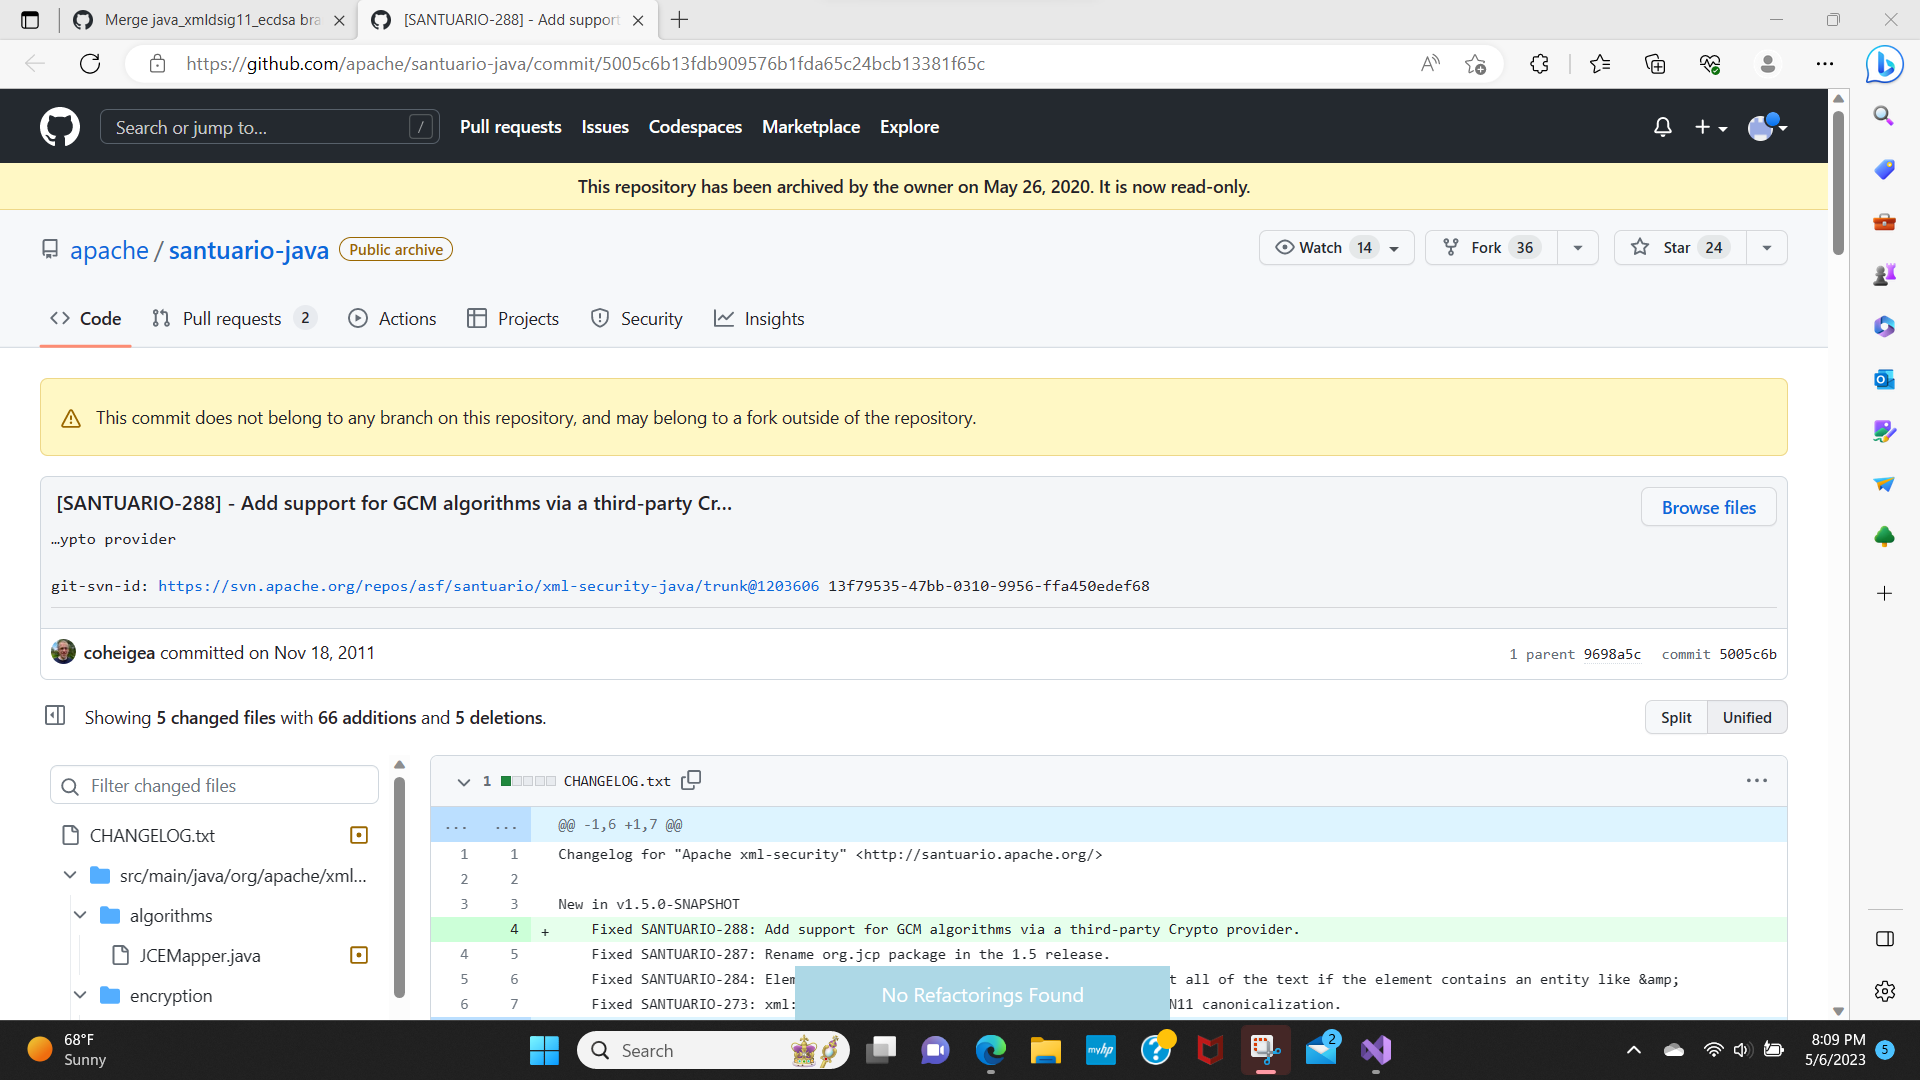 Merge java_xmldsig11_ecdsa bra
[SANTUARIO-288] - Add support
https://github.com/apache/santuario-java/commit/5005c6b13fdb909576b1fda65c24bcb13381f65c
Search or jump to...
/
Pull requests
Issues
Codespaces
Marketplace
Explore
This repository has been archived by the owner on May 26, 2020. It is now read-only.
apache / santuario-java
Public archive
Watch 14
Fork 36
Star 24
Code
Pull requests 2
Actions
Projects
Security
Insights
This commit does not belong to any branch on this repository, and may belong to a fork outside of the repository.
[SANTUARIO-288] - Add support for GCM algorithms via a third-party Cr...
Browse files
…ypto provider
git-svn-id: https://svn.apache.org/repos/asf/santuario/xml-security-java/trunk@1203606 13f79535-47bb-0310-9956-ffa450edef68
coheigea committed on Nov 18, 2011
1 parent 9698a5c commit 5005c6b
Showing 5 changed files with 66 additions and 5 deletions.
Split
Unified
Filter changed files
CHANGELOG.txt
src/main/java/org/apache/xml...
algorithms
JCEMapper.java
encryption
1 CHANGELOG.txt
... ... @@ -1,6 +1,7 @@
1 1 Changelog for "Apache xml-security" <http://santuario.apache.org/>
2 2
3 3 New in v1.5.0-SNAPSHOT
4 + Fixed SANTUARIO-288: Add support for GCM algorithms via a third-party Crypto provider.
4 5 Fixed SANTUARIO-287: Rename org.jcp package in the 1.5 release.
5 6 Fixed SANTUARIO-284: Elem t all of the text if the element contains an entity like &amp;
6 7 Fixed SANTUARIO-273: xml: N11 canonicalization.
No Refactorings Found
68°F
Sunny
Search
myhp
2
8:09 PM
5/6/2023
5